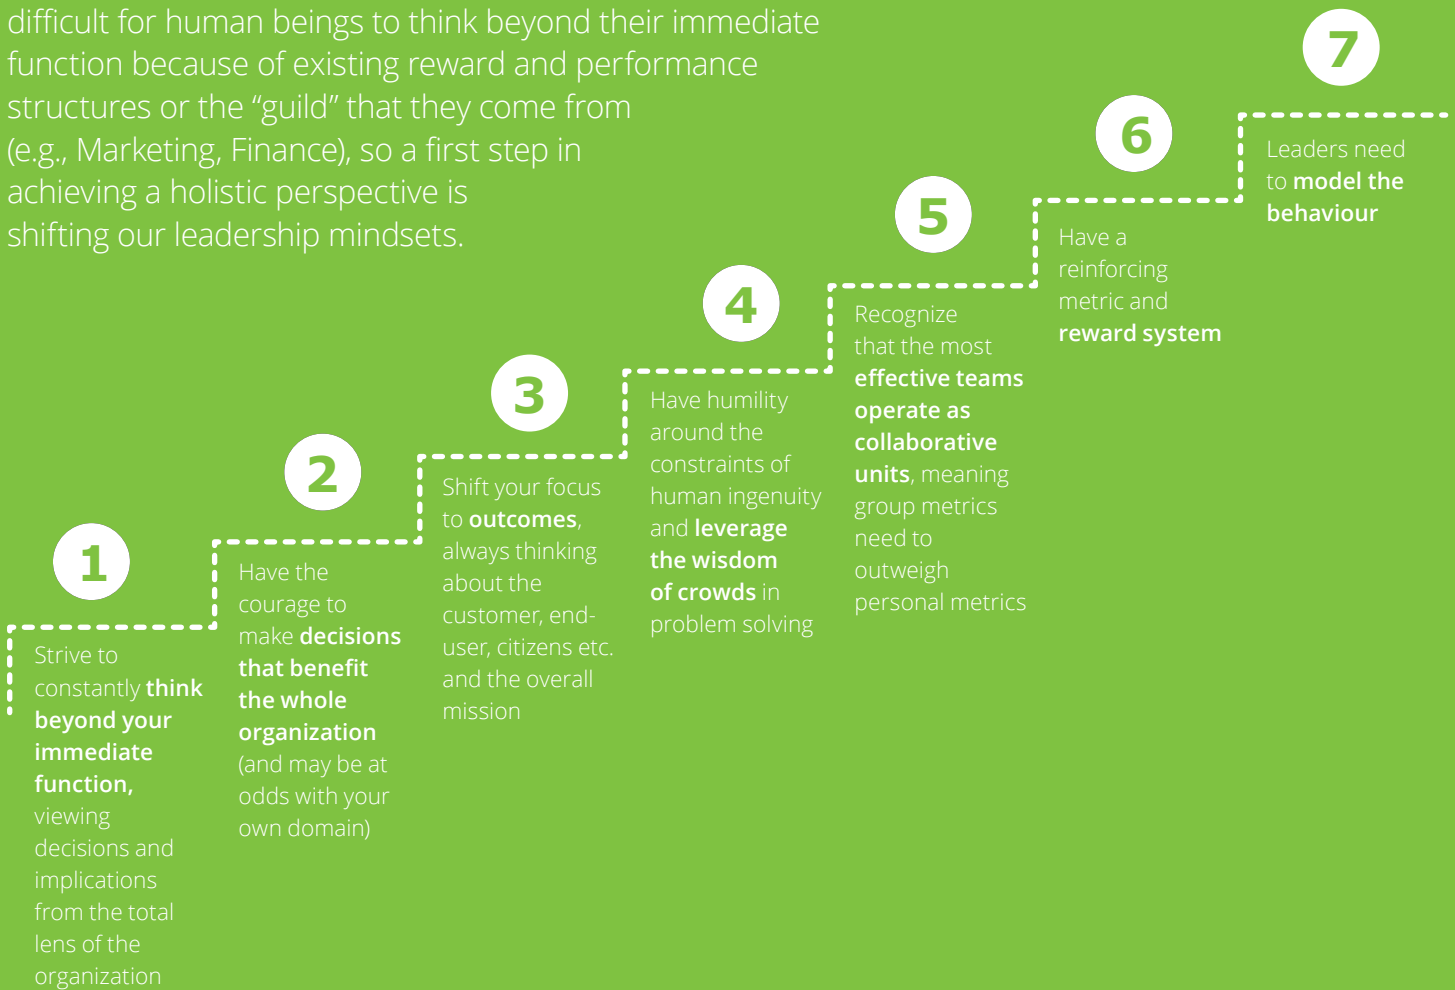 difficult for human beings to think beyond their immediate
function because of existing reward and performance
structures or the “guild” that they come from
(e.g., Marketing, Finance), so a first step in
achieving a holistic perspective is
shifting our leadership mindsets.
1
Strive to
constantly think
beyond your
immediate
function,
viewing
decisions and
implications
from the total
lens of the
organization
2
Have the
courage to
make decisions
that benefit
the whole
organization
(and may be at
odds with your
own domain)
3
Shift your focus
to outcomes,
always thinking
about the
customer, end-
user, citizens etc.
and the overall
mission
4
Have humility
around the
constraints of
human ingenuity
and leverage
the wisdom
of crowds in
problem solving
5
Recognize
that the most
effective teams
operate as
collaborative
units, meaning
group metrics
need to
outweigh
personal metrics
6
Have a
reinforcing
metric and
reward system
7
Leaders need
to model the
behaviour